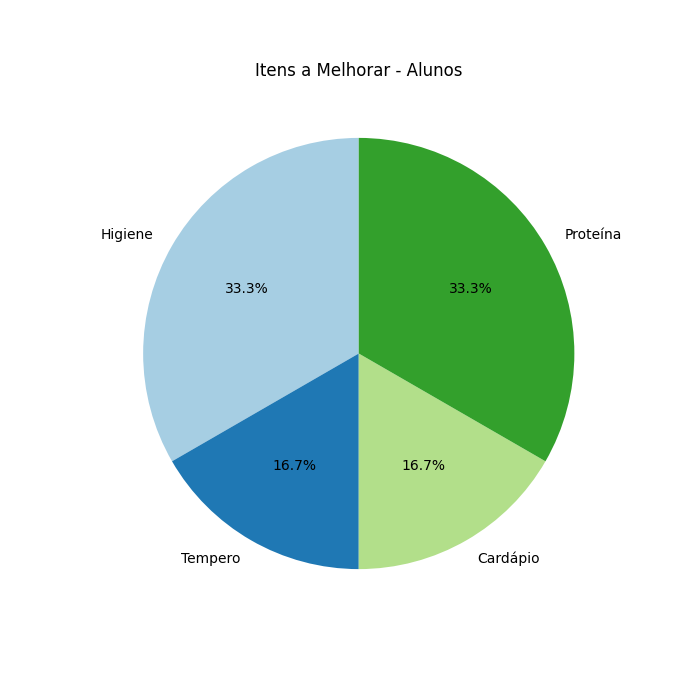 Itens a Melhorar - Alunos
Higiene
Proteína
33.3%
33.3%
16.7%
16.7%
Tempero
Cardápio